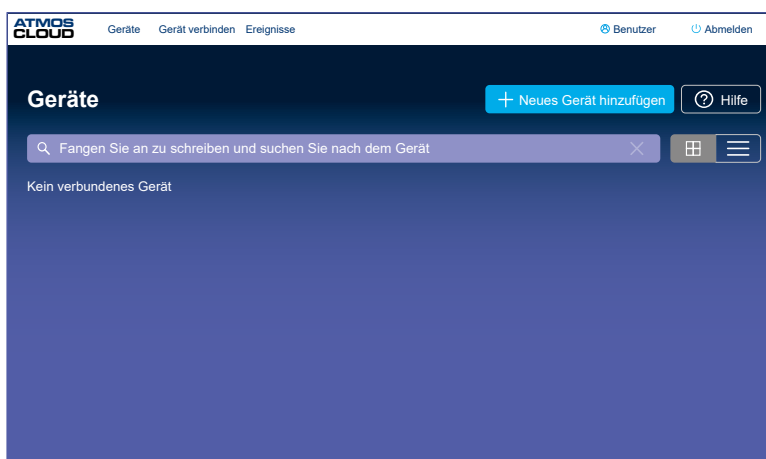 ATMOS
CLOUD
Geräte Gerät verbinden Ereignisse Benutzer Abmelden
Geräte
Neues Gerät hinzufügen
Hilfe
Fangen Sie an zu schreiben und suchen Sie nach dem Gerät
Kein verbundenes Gerät